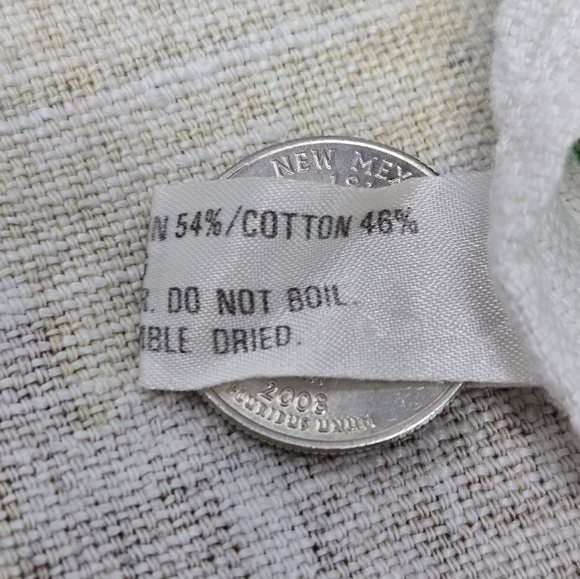 NEW MEX
N 54%/COTTON 46%
R. DO NOT BOIL.
MBLE DRIED.
2008
PLURIBUS UNUM